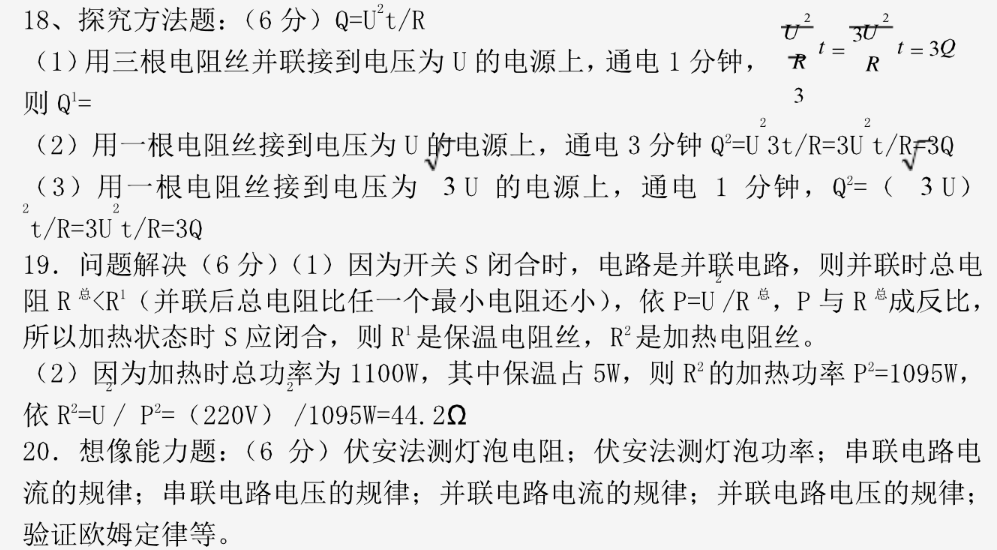 18、探究方法题：（6 分）Q=U²t/R
（1）用三根电阻丝并联接到电压为 U 的电源上，通电 1 分钟， U²/(R/3) t = 3U²/R t = 3Q
则 Q¹=
（2）用一根电阻丝接到电压为 U 的电源上，通电 3 分钟 Q²=U²3t/R=3U²t/R=3Q
（3）用一根电阻丝接到电压为 √3 U 的电源上，通电 1 分钟，Q²=（√3 U）
²t/R=3U²t/R=3Q
19．问题解决（6 分）（1）因为开关 S 闭合时，电路是并联电路，则并联时总电
阻 R 总<R¹（并联后总电阻比任一个最小电阻还小），依 P=U²/R 总，P 与 R 总成反比，
所以加热状态时 S 应闭合，则 R¹是保温电阻丝，R²是加热电阻丝。
（2）因为加热时总功率为 1100W，其中保温占 5W，则 R²的加热功率 P²=1095W，
依 R²=U²/ P²=（220V）²/1095W=44.2Ω
20．想像能力题：（6 分）伏安法测灯泡电阻；伏安法测灯泡功率；串联电路电
流的规律；串联电路电压的规律；并联电路电流的规律；并联电路电压的规律；
验证欧姆定律等。